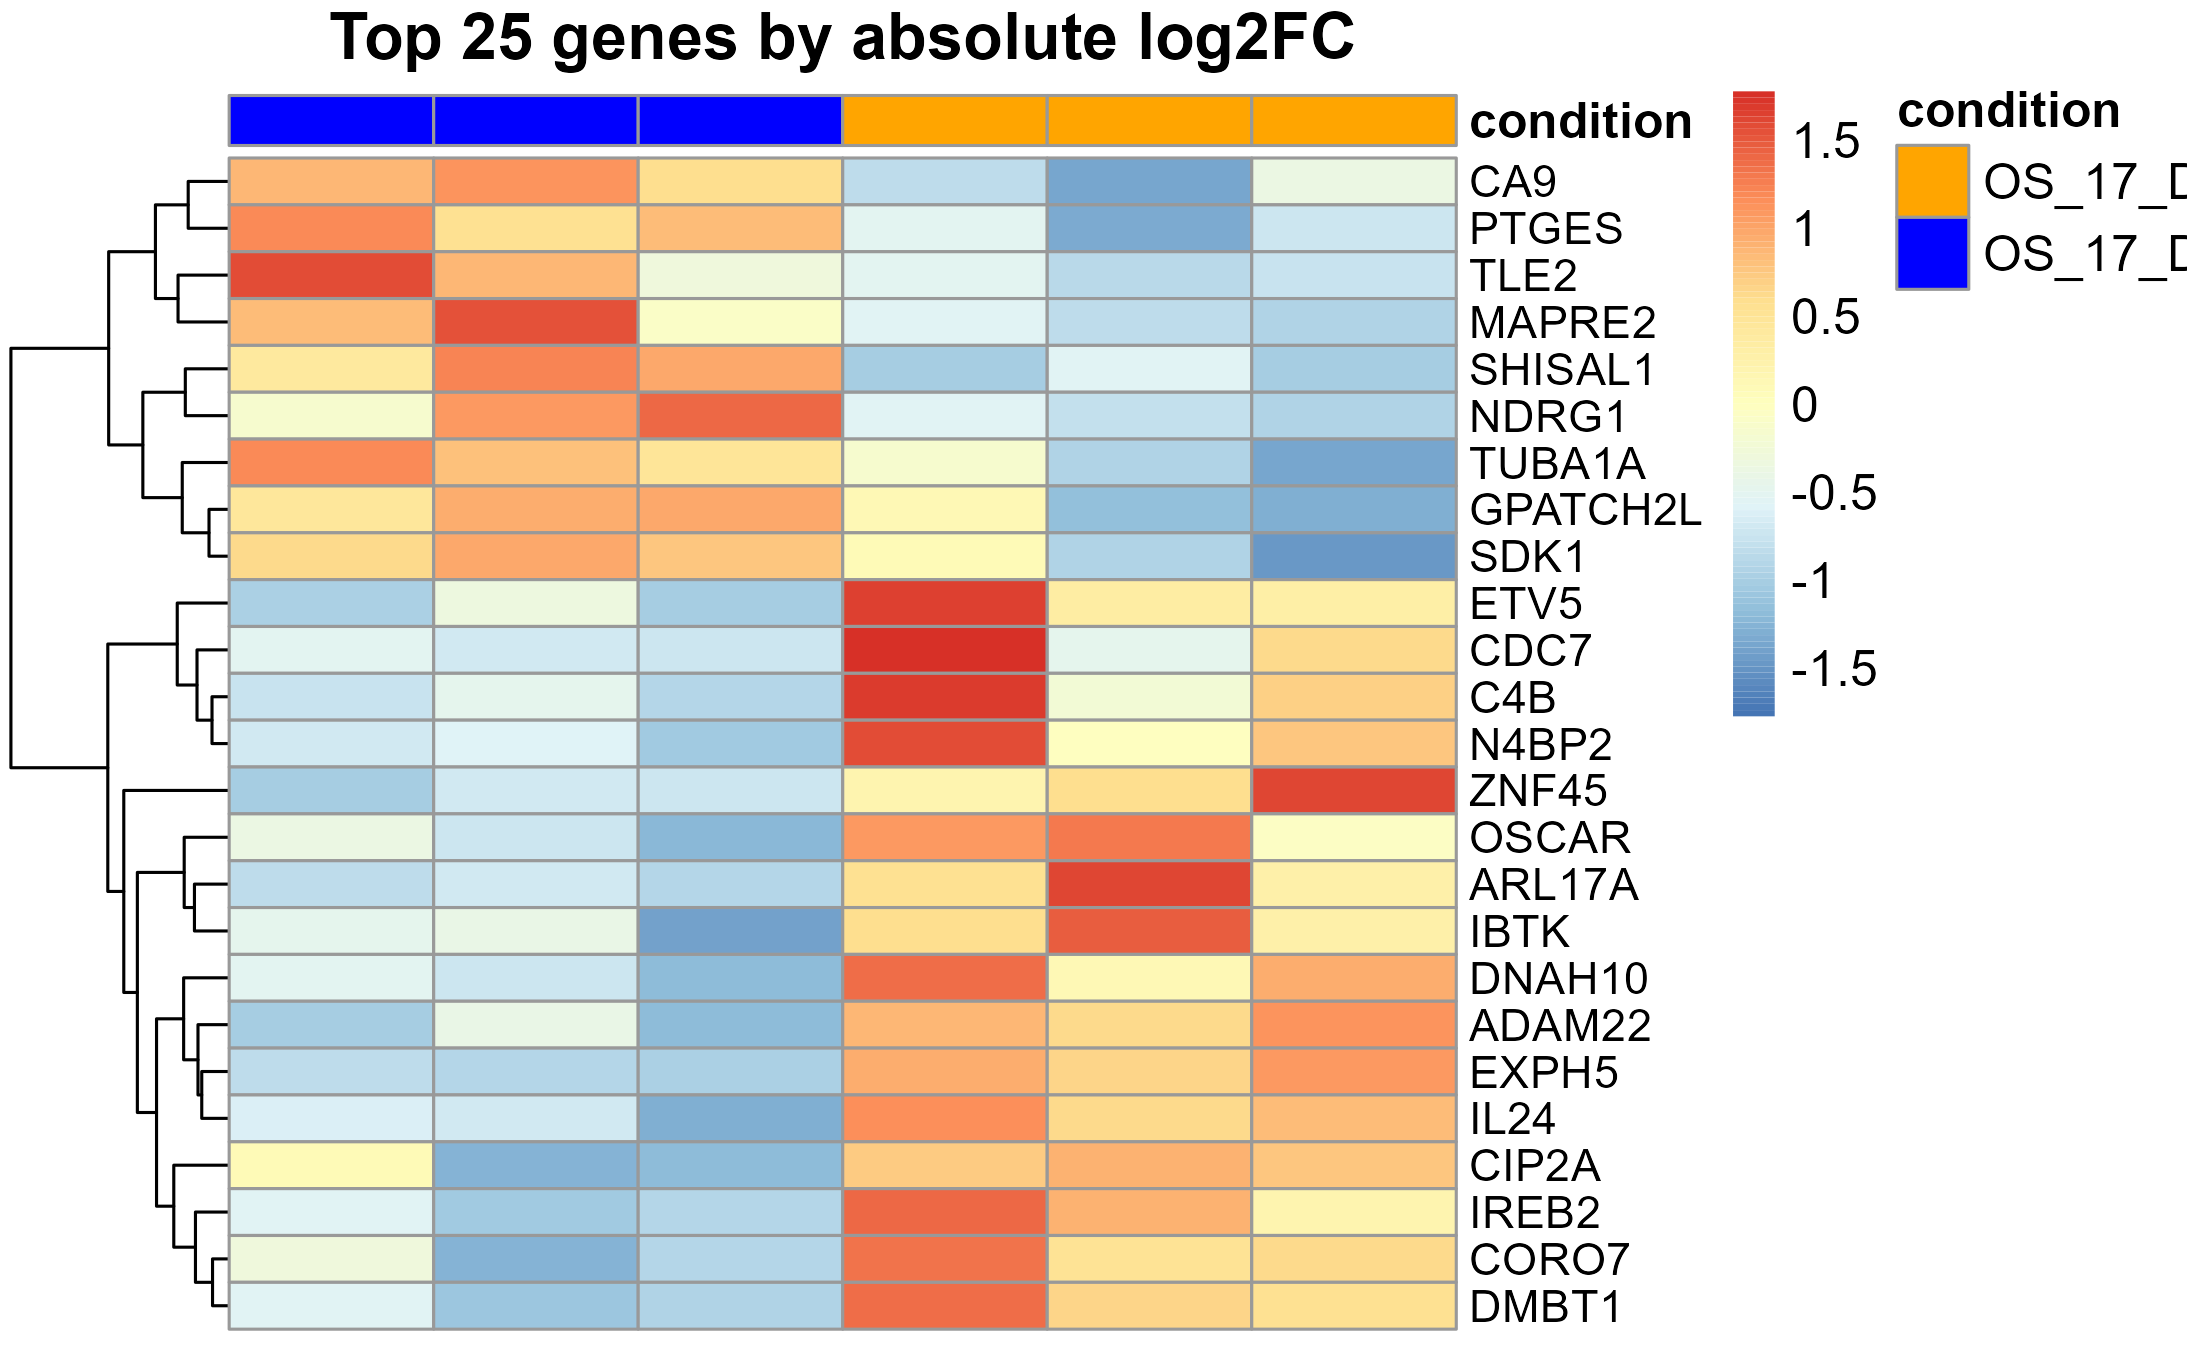 Top 25 genes by absolute log2FC
condition
CA9
PTGES
TLE2
MAPRE2
SHISAL1
NDRG1
TUBA1A
GPATCH2L
SDK1
ETV5
CDC7
C4B
N4BP2
ZNF45
OSCAR
ARL17A
IBTK
DNAH10
ADAM22
EXPH5
IL24
CIP2A
IREB2
CORO7
DMBT1
1.5
1
0.5
0
-0.5
-1
-1.5
condition
OS_17_
OS_17_